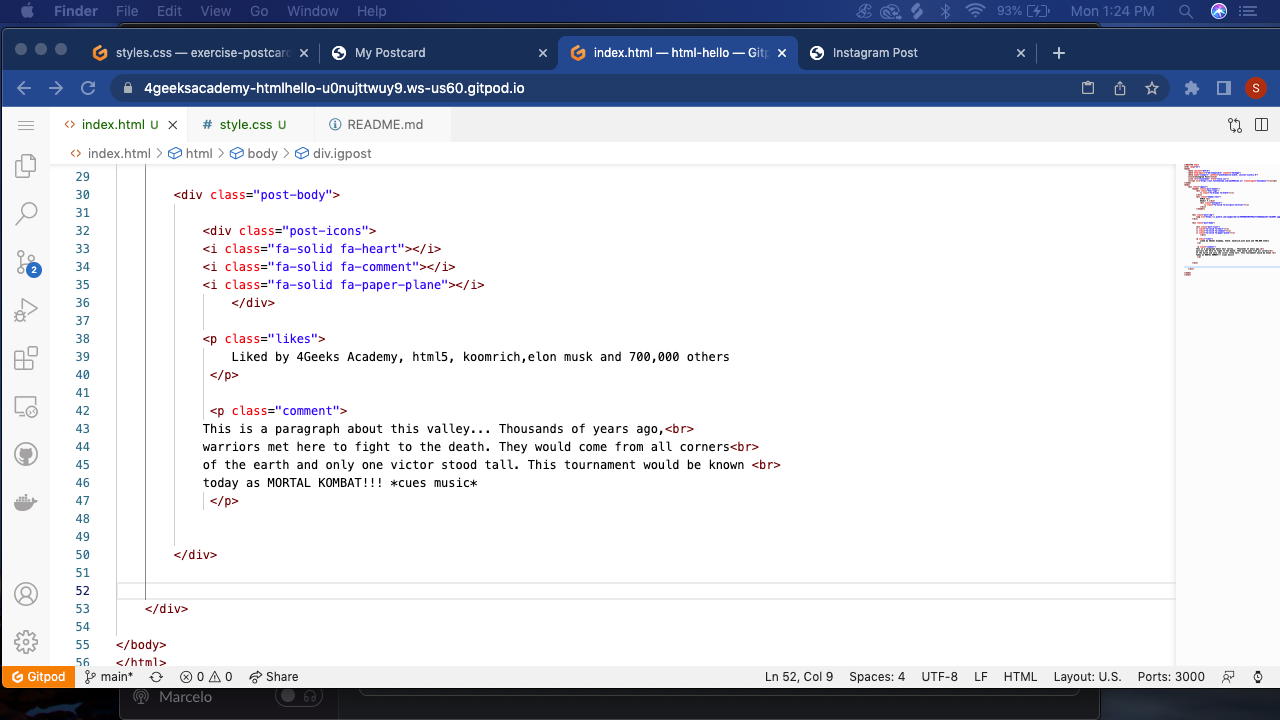 Finder File Edit View Go Window Help 93% Mon 1:24 PM
styles.css — exercise-postcard My Postcard index.html — html-hello — Gitp Instagram Post
4geeksacademy-htmlhello-u0nujttwuy9.ws-us60.gitpod.io S
index.html U # style.css U README.md
index.html > html > body > div.igpost
29
30 <div class="post-body">
31
32 <div class="post-icons">
33 <i class="fa-solid fa-heart"></i>
34 <i class="fa-solid fa-comment"></i>
35 <i class="fa-solid fa-paper-plane"></i>
36 </div>
37
38 <p class="likes">
39 Liked by 4Geeks Academy, html5, koomrich,elon musk and 700,000 others
40 </p>
41
42 <p class="comment">
43 This is a paragraph about this valley... Thousands of years ago,<br>
44 warriors met here to fight to the death. They would come from all corners<br>
45 of the earth and only one victor stood tall. This tournament would be known <br>
46 today as MORTAL KOMBAT!!! *cues music*
47 </p>
48
49
50 </div>
51
52
53 </div>
54
55 </body>
56 </html>
2
Gitpod main* 0 0 Share Ln 52, Col 9 Spaces: 4 UTF-8 LF HTML Layout: U.S. Ports: 3000
Marcelo